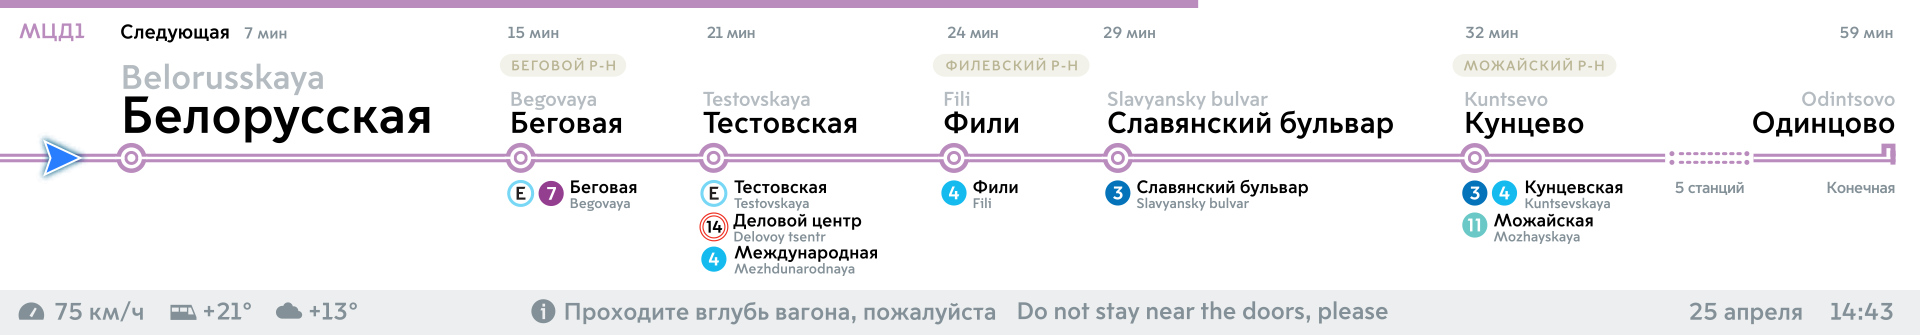 МЦД1
Следующая 7 мин
Belorusskaya
Белорусская
15 мин
БЕГОВОЙ Р-Н
Begovaya
Беговая
E 7 Беговая
Begovaya
21 мин
Testovskaya
Тестовская
E Тестовская
Testovskaya
14 Деловой центр
Delovoy tsentr
4 Международная
Mezhdunarodnaya
24 мин
ФИЛЕВСКИЙ Р-Н
Fili
Фили
4 Фили
Fili
29 мин
Slavyansky bulvar
Славянский бульвар
3 Славянский бульвар
Slavyansky bulvar
32 мин
МОЖАЙСКИЙ Р-Н
Kuntsevo
Кунцево
3 4 Кунцевская
Kuntsevskaya
11 Можайская
Mozhayskaya
5 станций
59 мин
Odintsovo
Одинцово
Конечная
75 км/ч +21° +13° Проходите вглубь вагона, пожалуйста Do not stay near the doors, please 25 апреля 14:43